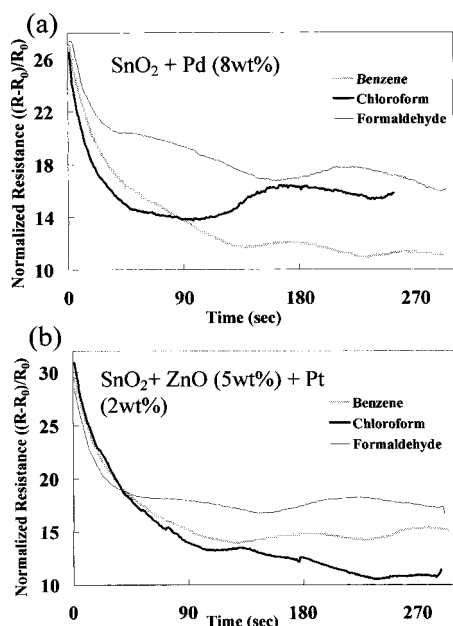 (a)
Normalized Resistance ((R-R0)/R0)
26
22
18
14
10
SnO2 + Pd (8wt%)
Benzene
Chloroform
Formaldehyde
0
90
180
270
Time (sec)
(b)
Normalized Resistance ((R-R0)/R0)
30
25
20
15
10
SnO2+ ZnO (5wt%) + Pt
(2wt%)
Benzene
Chloroform
Formaldehyde
0
90
180
270
Time (sec)